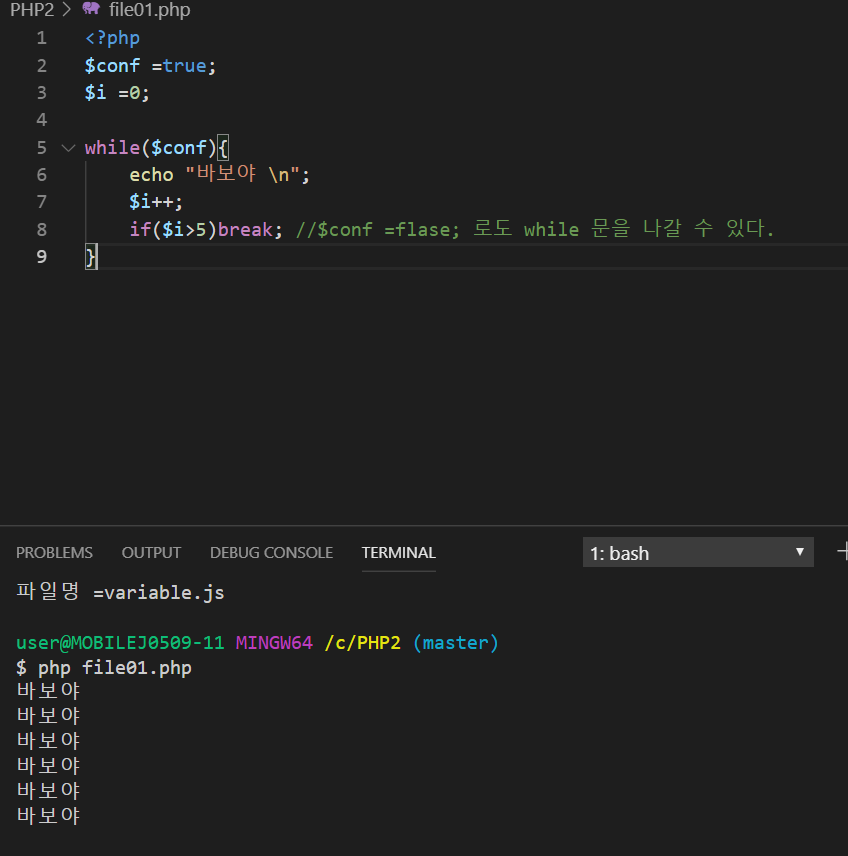 PHP2 > file01.php
1 <?php
2 $conf =true;
3 $i =0;
4
5 while($conf){
6 echo "바보야 \n";
7 $i++;
8 if($i>5)break; //$conf =flase; 로도 while 문을 나갈 수 있다.
9 }
PROBLEMS OUTPUT DEBUG CONSOLE TERMINAL 1: bash
파일명 =variable.js
user@MOBILEJ0509-11 MINGW64 /c/PHP2 (master)
$ php file01.php
바보야
바보야
바보야
바보야
바보야
바보야